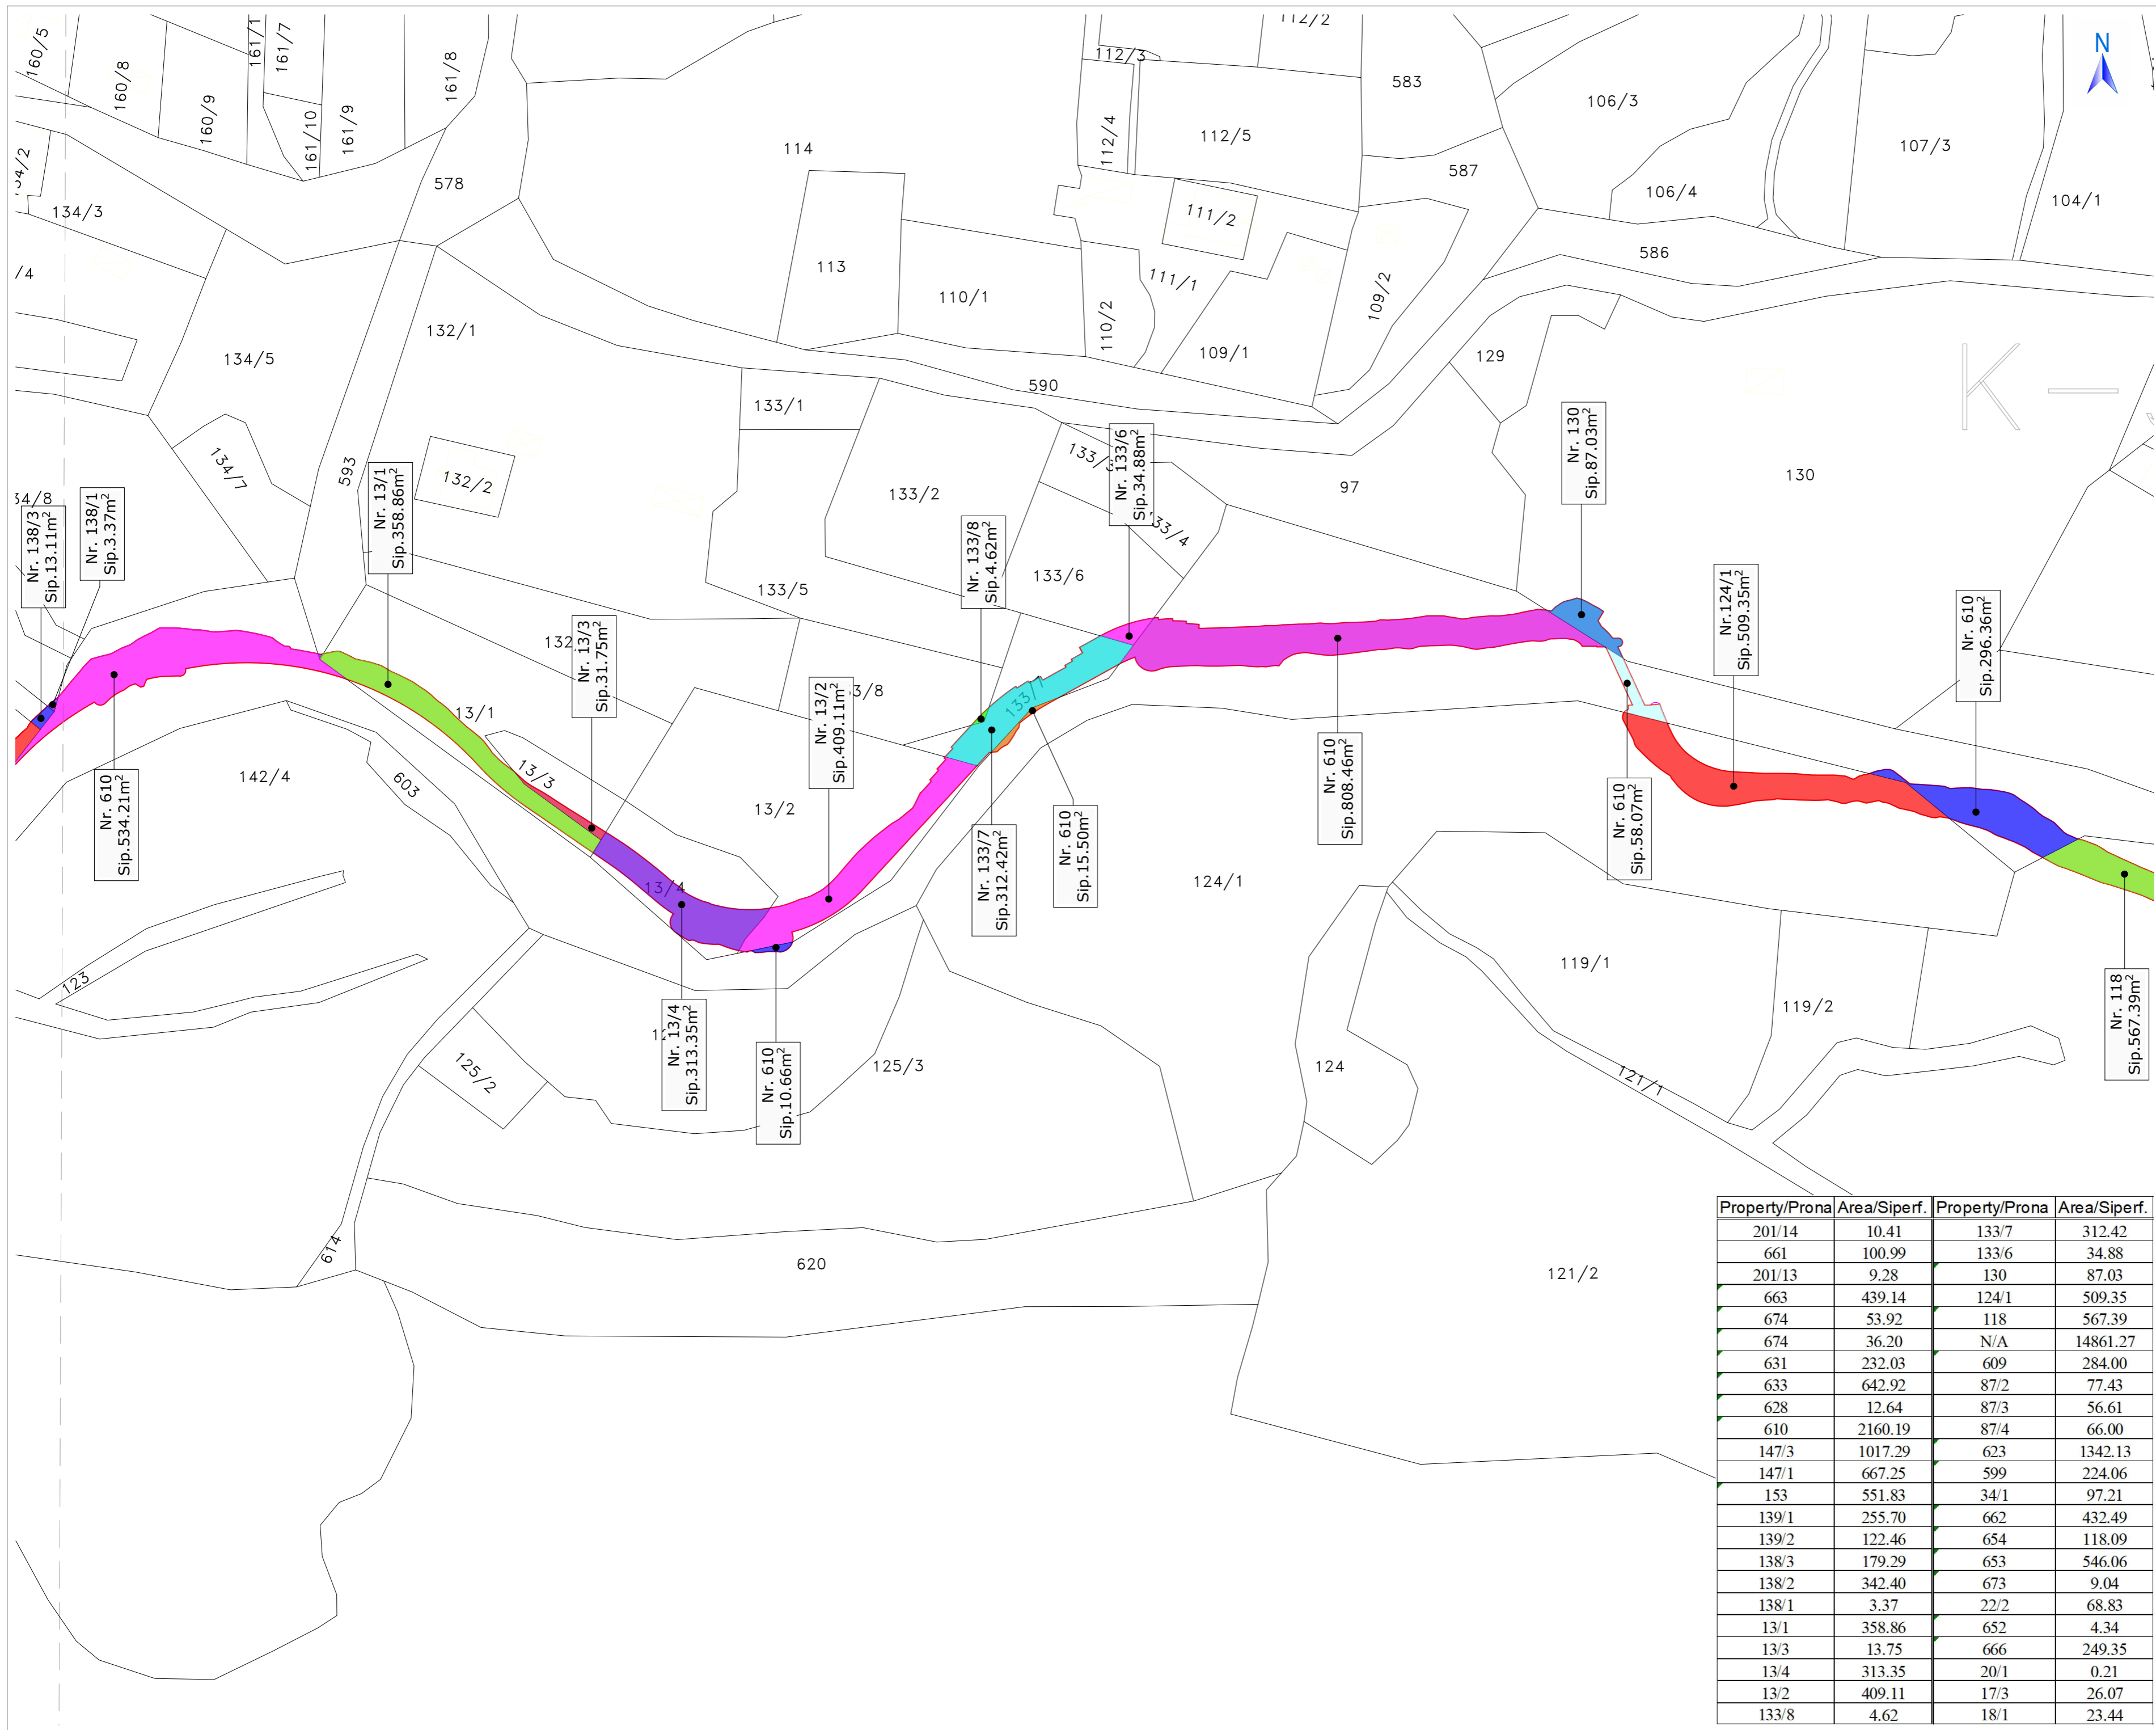 160/5
160/8
160/9
161/1
161/7
161/10
161/9
161/8
112/2
112/3
583
N
106/3
112/4
112/5
114
587
107/3
134/3
578
111/2
106/4
104/1
/4
113
586
111/1
110/1
110/2
109/2
132/1
134/5
109/1
129
590
133/1
K –
134/7
593
132/2
133/2
97
130
133/4
133/5
133/6
34/8
Nr. 138/3
Sip.13.11m²
Nr. 138/1
Sip.3.37m²
Nr. 13/1
Sip.358.86m²
Nr. 133/8
Sip.4.62m²
Nr. 133/6
Sip.34.88m²
Nr. 130
Sip.87.03m²
Nr.124/1
Sip.509.35m²
Nr. 610
Sip.296.36m²
132
Nr. 13/3
Sip.31.75m²
Nr. 13/2
Sip.409.11m²
3/8
133/7
13/1
13/3
13/2
13/4
142/4
603
Nr. 610
Sip.534.21m²
Nr. 133/7
Sip.312.42m²
Nr. 610
Sip.15.50m²
Nr. 610
Sip.808.46m²
Nr. 610
Sip.58.07m²
124/1
123
119/1
119/2
Nr. 118
Sip.567.39m²
Nr. 13/4
Sip.313.35m²
Nr. 610
Sip.10.66m²
125/2
125/3
124
121/1
614
620
121/2
Property/Prona Area/Siperf. Property/Prona Area/Siperf.
201/14 10.41 133/7 312.42
661 100.99 133/6 34.88
201/13 9.28 130 87.03
663 439.14 124/1 509.35
674 53.92 118 567.39
674 36.20 N/A 14861.27
631 232.03 609 284.00
633 642.92 87/2 77.43
628 12.64 87/3 56.61
610 2160.19 87/4 66.00
147/3 1017.29 623 1342.13
147/1 667.25 599 224.06
153 551.83 34/1 97.21
139/1 255.70 662 432.49
139/2 122.46 654 118.09
138/3 179.29 653 546.06
138/2 342.40 673 9.04
138/1 3.37 22/2 68.83
13/1 358.86 652 4.34
13/3 13.75 666 249.35
13/4 313.35 20/1 0.21
13/2 409.11 17/3 26.07
133/8 4.62 18/1 23.44